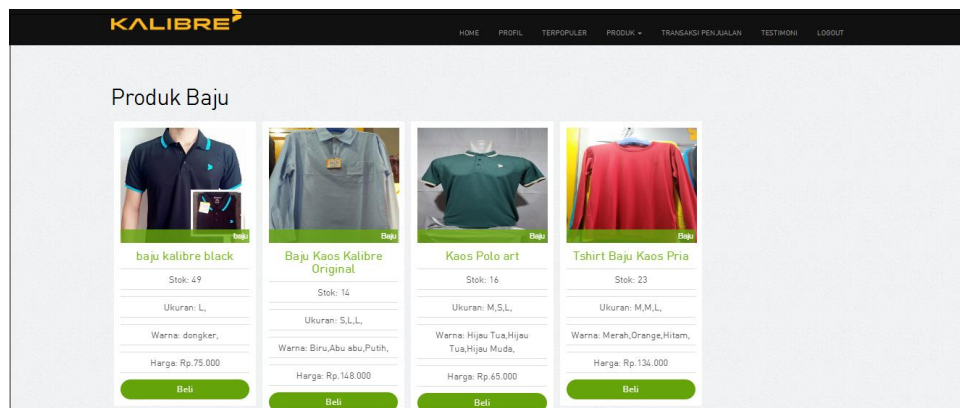 KALIBRE
HOME PROFIL TERPOPULER PRODUK TRANSAKSI PENJUALAN TESTIMONI LOGOUT
Produk Baju
baju
baju kalibre black
Stok: 49
Ukuran: L,
Warna: dongker,
Harga: Rp.75.000
Beli
Baju
Baju Kaos Kalibre
Original
Stok: 14
Ukuran: S,L,L,
Warna: Biru,Abu abu,Putih,
Harga: Rp.148.000
Beli
Baju
Kaos Polo art
Stok: 16
Ukuran: M,S,L,
Warna: Hijau Tua,Hijau
Tua,Hijau Muda,
Harga: Rp.65.000
Beli
Baju
Tshirt Baju Kaos Pria
Stok: 23
Ukuran: M,M,L,
Warna: Merah,Orange,Hitam,
Harga: Rp.134.000
Beli